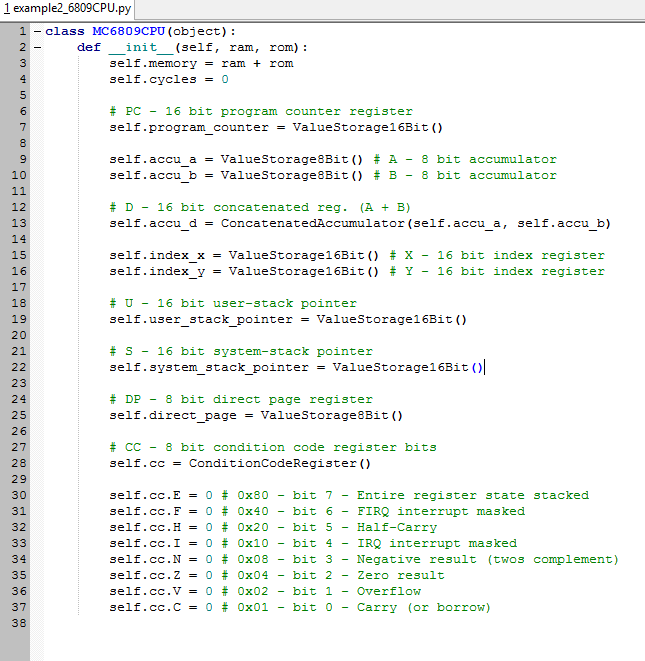 1 example2_6809CPU.py
1 class MC6809CPU(object):
2 def __init__(self, ram, rom):
3 self.memory = ram + rom
4 self.cycles = 0
5
6 # PC - 16 bit program counter register
7 self.program_counter = ValueStorage16Bit()
8
9 self.accu_a = ValueStorage8Bit() # A - 8 bit accumulator
10 self.accu_b = ValueStorage8Bit() # B - 8 bit accumulator
11
12 # D - 16 bit concatenated reg. (A + B)
13 self.accu_d = ConcatenatedAccumulator(self.accu_a, self.accu_b)
14
15 self.index_x = ValueStorage16Bit() # X - 16 bit index register
16 self.index_y = ValueStorage16Bit() # Y - 16 bit index register
17
18 # U - 16 bit user-stack pointer
19 self.user_stack_pointer = ValueStorage16Bit()
20
21 # S - 16 bit system-stack pointer
22 self.system_stack_pointer = ValueStorage16Bit()
23
24 # DP - 8 bit direct page register
25 self.direct_page = ValueStorage8Bit()
26
27 # CC - 8 bit condition code register bits
28 self.cc = ConditionCodeRegister()
29
30 self.cc.E = 0 # 0x80 - bit 7 - Entire register state stacked
31 self.cc.F = 0 # 0x40 - bit 6 - FIRQ interrupt masked
32 self.cc.H = 0 # 0x20 - bit 5 - Half-Carry
33 self.cc.I = 0 # 0x10 - bit 4 - IRQ interrupt masked
34 self.cc.N = 0 # 0x08 - bit 3 - Negative result (twos complement)
35 self.cc.Z = 0 # 0x04 - bit 2 - Zero result
36 self.cc.V = 0 # 0x02 - bit 1 - Overflow
37 self.cc.C = 0 # 0x01 - bit 0 - Carry (or borrow)
38